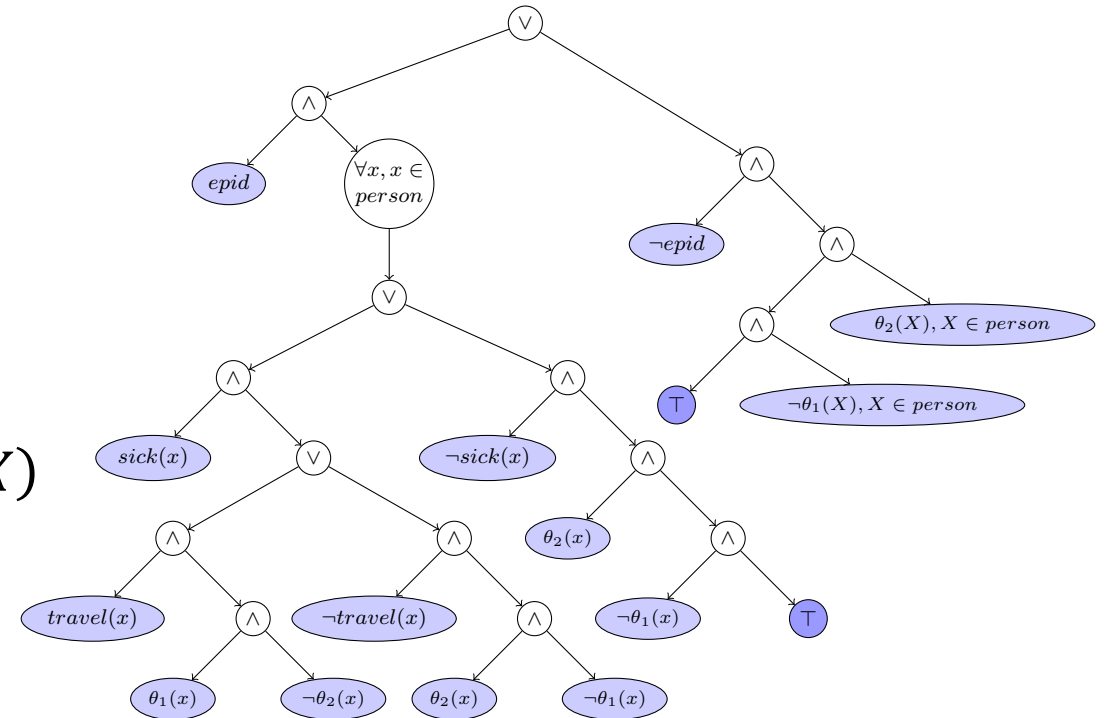 ∨
∧
epid
∀x, x ∈
person
∧
¬epid
∧
∨
∧
θ₂(X), X ∈ person
∧
∧
⊤
¬θ₁(X), X ∈ person
sick(x)
∨
¬sick(x)
∧
X)
∧
∧
θ₂(x)
∧
travel(x)
∧
¬travel(x)
∧
¬θ₁(x)
⊤
θ₁(x)
¬θ₂(x)
θ₂(x)
¬θ₁(x)